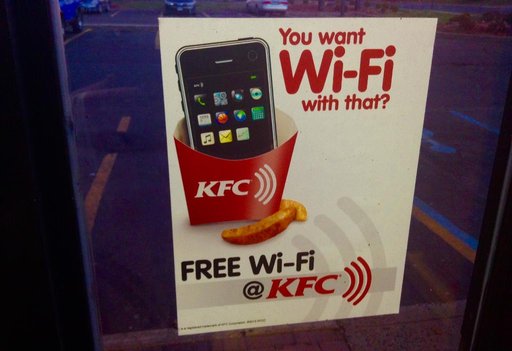 You want
Wi-Fi
with that?
KFC
FREE Wi-Fi
@ KFC